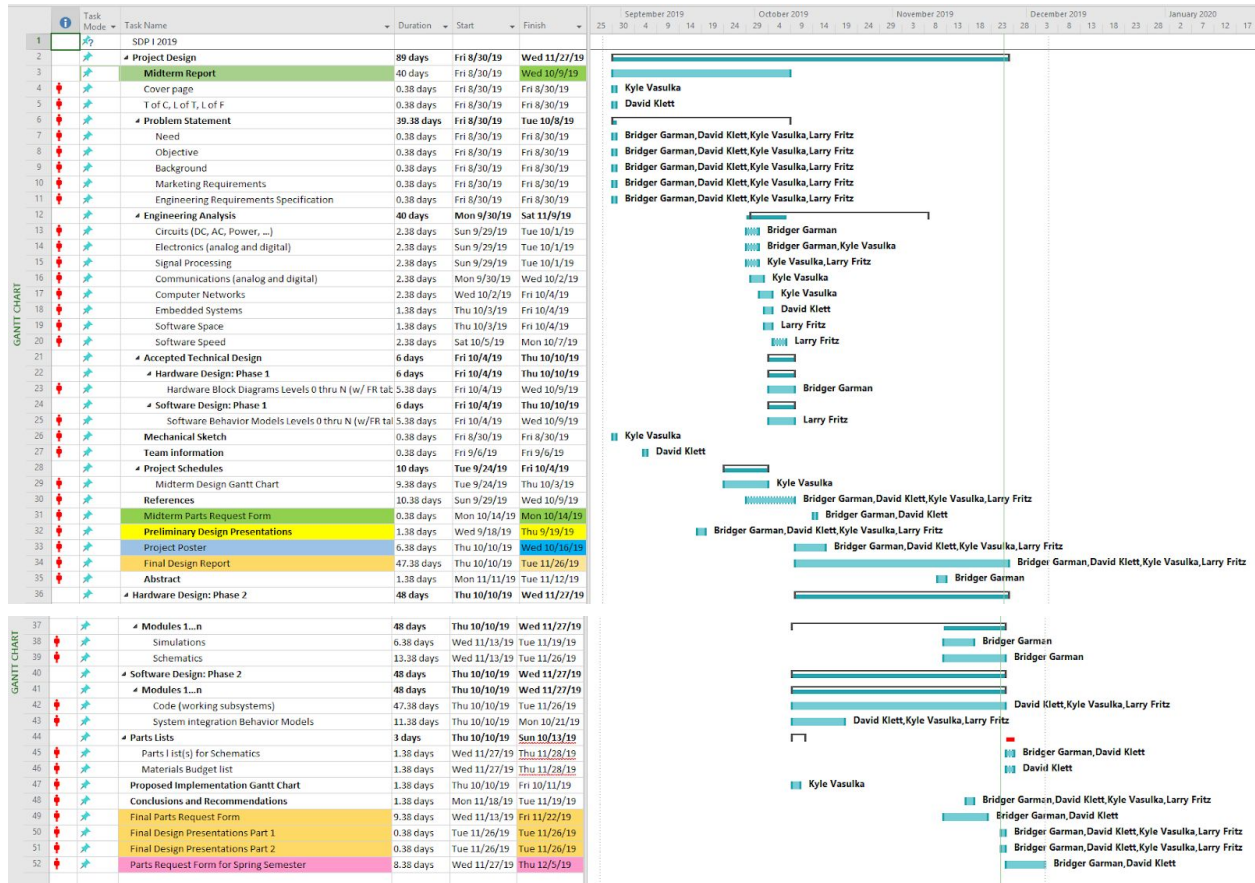 September 2019 October 2019 November 2019 December 2019 January 2020
Task Mode Task Name Duration Start Finish 25 30 4 9 14 19 24 29 4 9 14 19 24 29 3 8 13 18 23 28 3 8 13 18 23 28 2 7 12 17
GANTT CHART
1 SDP I 2019
2 Project Design 89 days Fri 8/30/19 Wed 11/27/19
3 Midterm Report 40 days Fri 8/30/19 Wed 10/9/19
4 Cover page 0.38 days Fri 8/30/19 Fri 8/30/19 Kyle Vasulka
5 T of C, L of T, L of F 0.38 days Fri 8/30/19 Fri 8/30/19 David Klett
6 Problem Statement 39.38 days Fri 8/30/19 Tue 10/8/19
7 Need 0.38 days Fri 8/30/19 Fri 8/30/19 Bridger Garman,David Klett,Kyle Vasulka,Larry Fritz
8 Objective 0.38 days Fri 8/30/19 Fri 8/30/19 Bridger Garman,David Klett,Kyle Vasulka,Larry Fritz
9 Background 0.38 days Fri 8/30/19 Fri 8/30/19 Bridger Garman,David Klett,Kyle Vasulka,Larry Fritz
10 Marketing Requirements 0.38 days Fri 8/30/19 Fri 8/30/19 Bridger Garman,David Klett,Kyle Vasulka,Larry Fritz
11 Engineering Requirements Specification 0.38 days Fri 8/30/19 Fri 8/30/19 Bridger Garman,David Klett,Kyle Vasulka,Larry Fritz
12 Engineering Analysis 40 days Mon 9/30/19 Sat 11/9/19
13 Circuits (DC, AC, Power, ...) 2.38 days Sun 9/29/19 Tue 10/1/19 Bridger Garman
14 Electronics (analog and digital) 2.38 days Sun 9/29/19 Tue 10/1/19 Bridger Garman,Kyle Vasulka
15 Signal Processing 2.38 days Sun 9/29/19 Tue 10/1/19 Kyle Vasulka,Larry Fritz
16 Communications (analog and digital) 2.38 days Mon 9/30/19 Wed 10/2/19 Kyle Vasulka
17 Computer Networks 2.38 days Wed 10/2/19 Fri 10/4/19 Kyle Vasulka
18 Embedded Systems 1.38 days Thu 10/3/19 Fri 10/4/19 David Klett
19 Software Space 1.38 days Thu 10/3/19 Fri 10/4/19 Larry Fritz
20 Software Speed 2.38 days Sat 10/5/19 Mon 10/7/19 Larry Fritz
21 Accepted Technical Design 6 days Fri 10/4/19 Thu 10/10/19
22 Hardware Design: Phase 1 6 days Fri 10/4/19 Thu 10/10/19
23 Hardware Block Diagrams Levels 0 thru N (w/ FR tab 5.38 days Fri 10/4/19 Wed 10/9/19 Bridger Garman
24 Software Design: Phase 1 6 days Fri 10/4/19 Thu 10/10/19
25 Software Behavior Models Levels 0 thru N (w/FR tal 5.38 days Fri 10/4/19 Wed 10/9/19 Larry Fritz
26 Mechanical Sketch 0.38 days Fri 8/30/19 Fri 8/30/19 Kyle Vasulka
27 Team information 0.38 days Fri 9/6/19 Fri 9/6/19 David Klett
28 Project Schedules 10 days Tue 9/24/19 Fri 10/4/19
29 Midterm Design Gantt Chart 9.38 days Tue 9/24/19 Thu 10/3/19 Kyle Vasulka
30 References 10.38 days Sun 9/29/19 Wed 10/9/19 Bridger Garman,David Klett,Kyle Vasulka,Larry Fritz
31 Midterm Parts Request Form 0.38 days Mon 10/14/19 Mon 10/14/19 Bridger Garman,David Klett
32 Preliminary Design Presentations 1.38 days Wed 9/18/19 Thu 9/19/19 Bridger Garman,David Klett,Kyle Vasulka,Larry Fritz
33 Project Poster 6.38 days Thu 10/10/19 Wed 10/16/19 Bridger Garman,David Klett,Kyle Vasulka,Larry Fritz
34 Final Design Report 47.38 days Thu 10/10/19 Tue 11/26/19 Bridger Garman,David Klett,Kyle Vasulka,Larry Fritz
35 Abstract 1.38 days Mon 11/11/19 Tue 11/12/19 Bridger Garman
36 Hardware Design: Phase 2 48 days Thu 10/10/19 Wed 11/27/19
GANTT CHART
37 Modules 1...n 48 days Thu 10/10/19 Wed 11/27/19
38 Simulations 6.38 days Wed 11/13/19 Tue 11/19/19 Bridger Garman
39 Schematics 13.38 days Wed 11/13/19 Tue 11/26/19 Bridger Garman
40 Software Design: Phase 2 48 days Thu 10/10/19 Wed 11/27/19
41 Modules 1...n 48 days Thu 10/10/19 Wed 11/27/19
42 Code (working subsystems) 47.38 days Thu 10/10/19 Tue 11/26/19 David Klett,Kyle Vasulka,Larry Fritz
43 System integration Behavior Models 11.38 days Thu 10/10/19 Mon 10/21/19 David Klett,Kyle Vasulka,Larry Fritz
44 Parts Lists 3 days Thu 10/10/19 Sun 10/13/19
45 Parts list(s) for Schematics 1.38 days Wed 11/27/19 Thu 11/28/19 Bridger Garman,David Klett
46 Materials Budget list 1.38 days Wed 11/27/19 Thu 11/28/19 David Klett
47 Proposed Implementation Gantt Chart 1.38 days Thu 10/10/19 Fri 10/11/19 Kyle Vasulka
48 Conclusions and Recommendations 1.38 days Mon 11/18/19 Tue 11/19/19 Bridger Garman,David Klett,Kyle Vasulka,Larry Fritz
49 Final Parts Request Form 9.38 days Wed 11/13/19 Fri 11/22/19 Bridger Garman,David Klett
50 Final Design Presentations Part 1 0.38 days Tue 11/26/19 Tue 11/26/19 Bridger Garman,David Klett,Kyle Vasulka,Larry Fritz
51 Final Design Presentations Part 2 0.38 days Tue 11/26/19 Tue 11/26/19 Bridger Garman,David Klett,Kyle Vasulka,Larry Fritz
52 Parts Request Form for Spring Semester 8.38 days Wed 11/27/19 Thu 12/5/19 Bridger Garman,David Klett